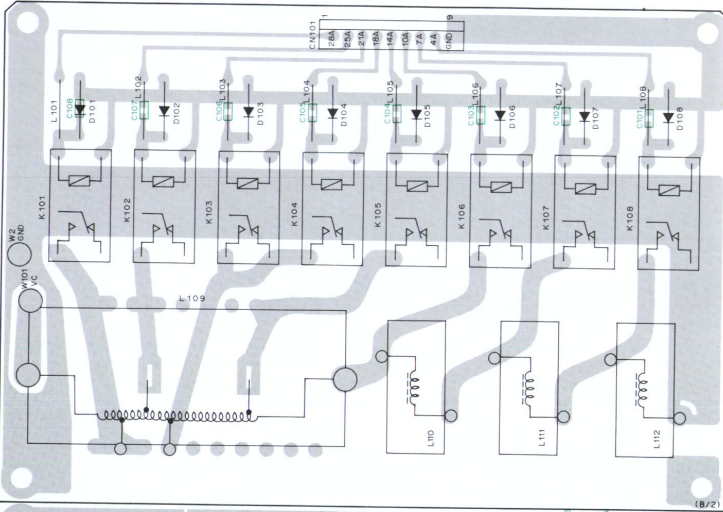 CN101
1 9
28A 25A 21A 18A 14A 10A 7A 4A GND
L101 L102 L103 L104 L105 L106 L107 L108
C108 C107 C106 C105 C104 C103 C102 C101
D101 D102 D103 D104 D105 D106 D107 D108
K101 K102 K103 K104 K105 K106 K107 K108
W2
GND
W101
VC
L109
L110 L111 L112
(B/2)